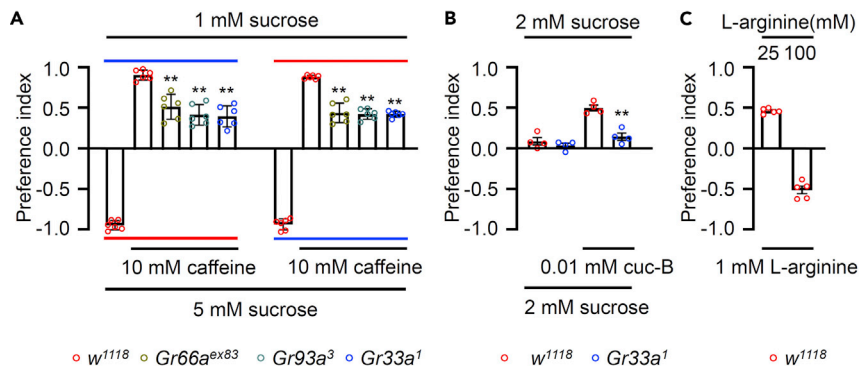 A
1 mM sucrose
Preference index
1.0
0.5
0.0
-0.5
-1.0
** ** **
** ** **
10 mM caffeine
10 mM caffeine
5 mM sucrose
w1118
Gr66aex83
Gr93a3
Gr33a1
B
2 mM sucrose
Preference index
1.0
0.5
0.0
-0.5
-1.0
**
0.01 mM cuc-B
2 mM sucrose
w1118
Gr33a1
C
L-arginine(mM)
25 100
Preference index
1.0
0.5
0.0
-0.5
-1.0
1 mM L-arginine
w1118